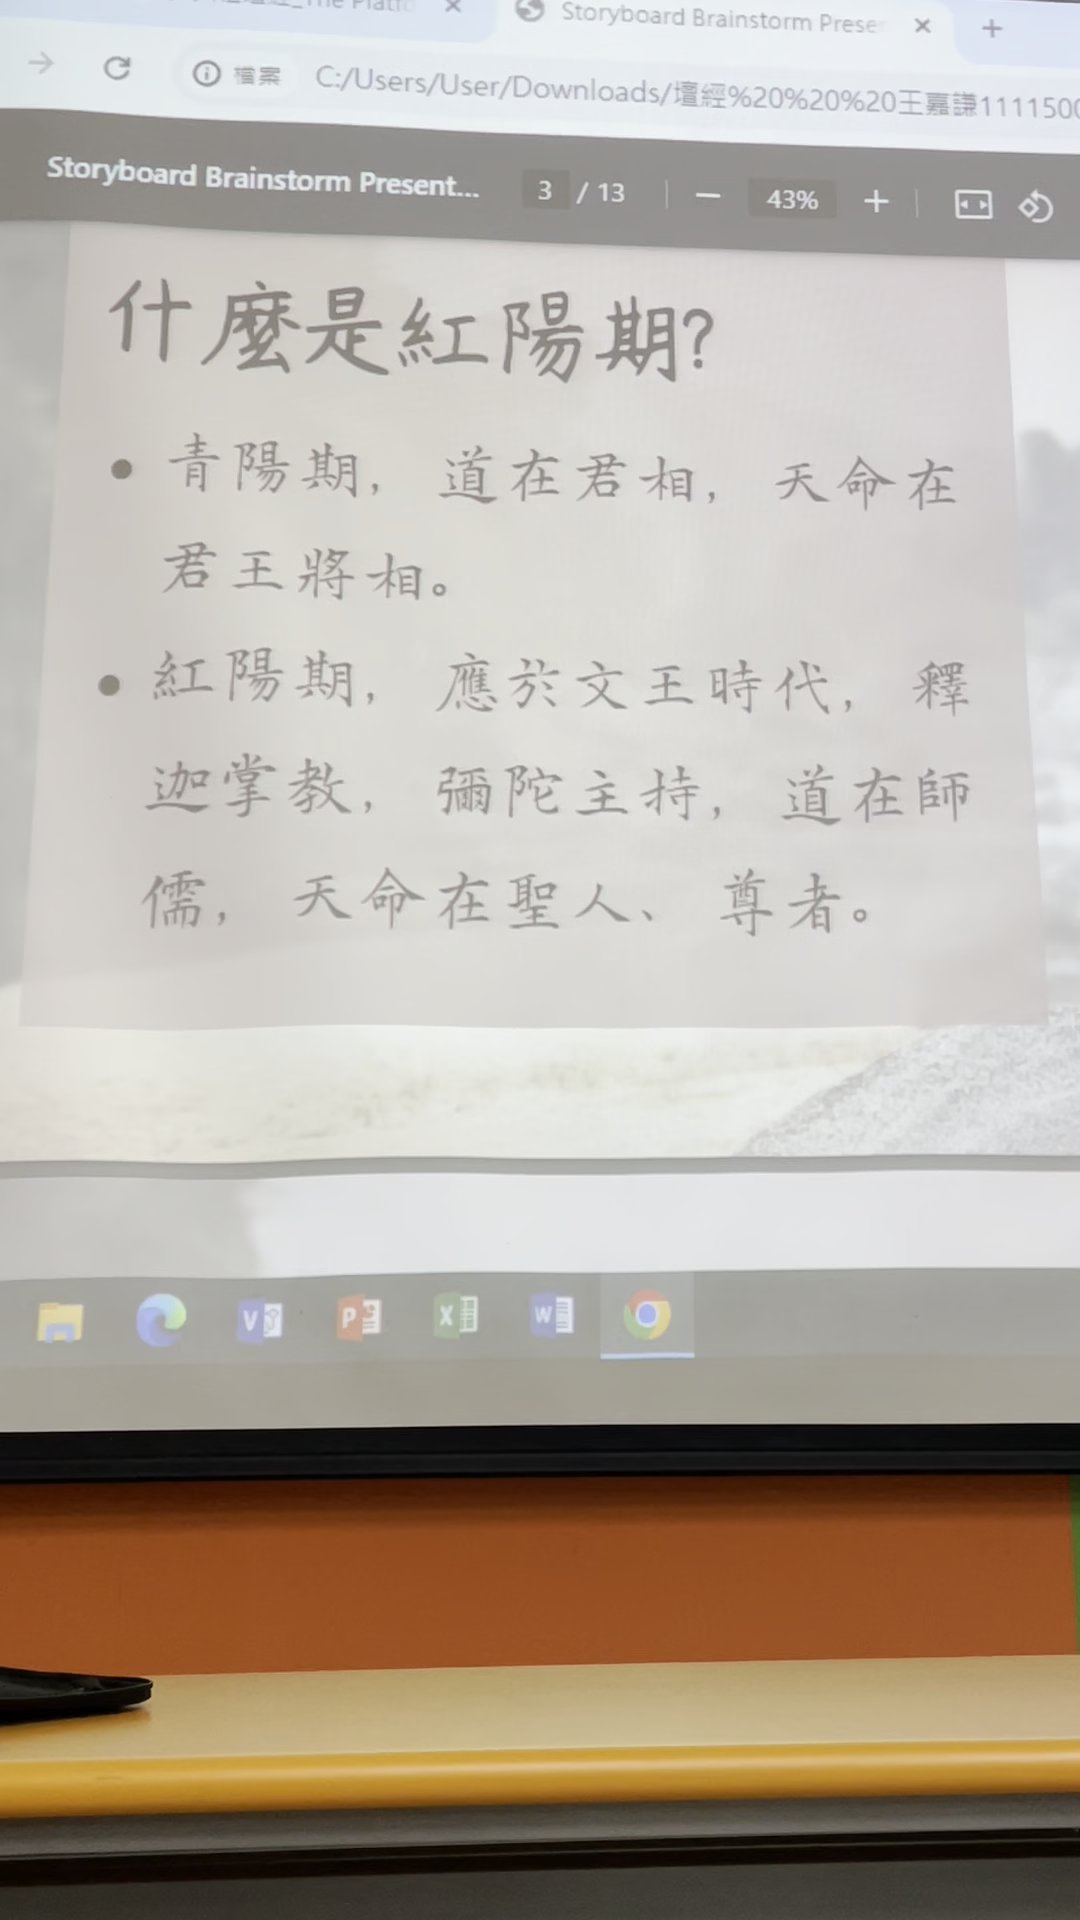 Storyboard Brainstorm Prese
檔案 C:/Users/User/Downloads/壇經%20%20%20王嘉謙1111500
Storyboard Brainstorm Present... 3 / 13 43%
什麼是紅陽期?
青陽期, 道在君相, 天命在
君王將相。
紅陽期, 應於文王時代, 釋
迦掌教, 彌陀主持, 道在師
儒, 天命在聖人、尊者。